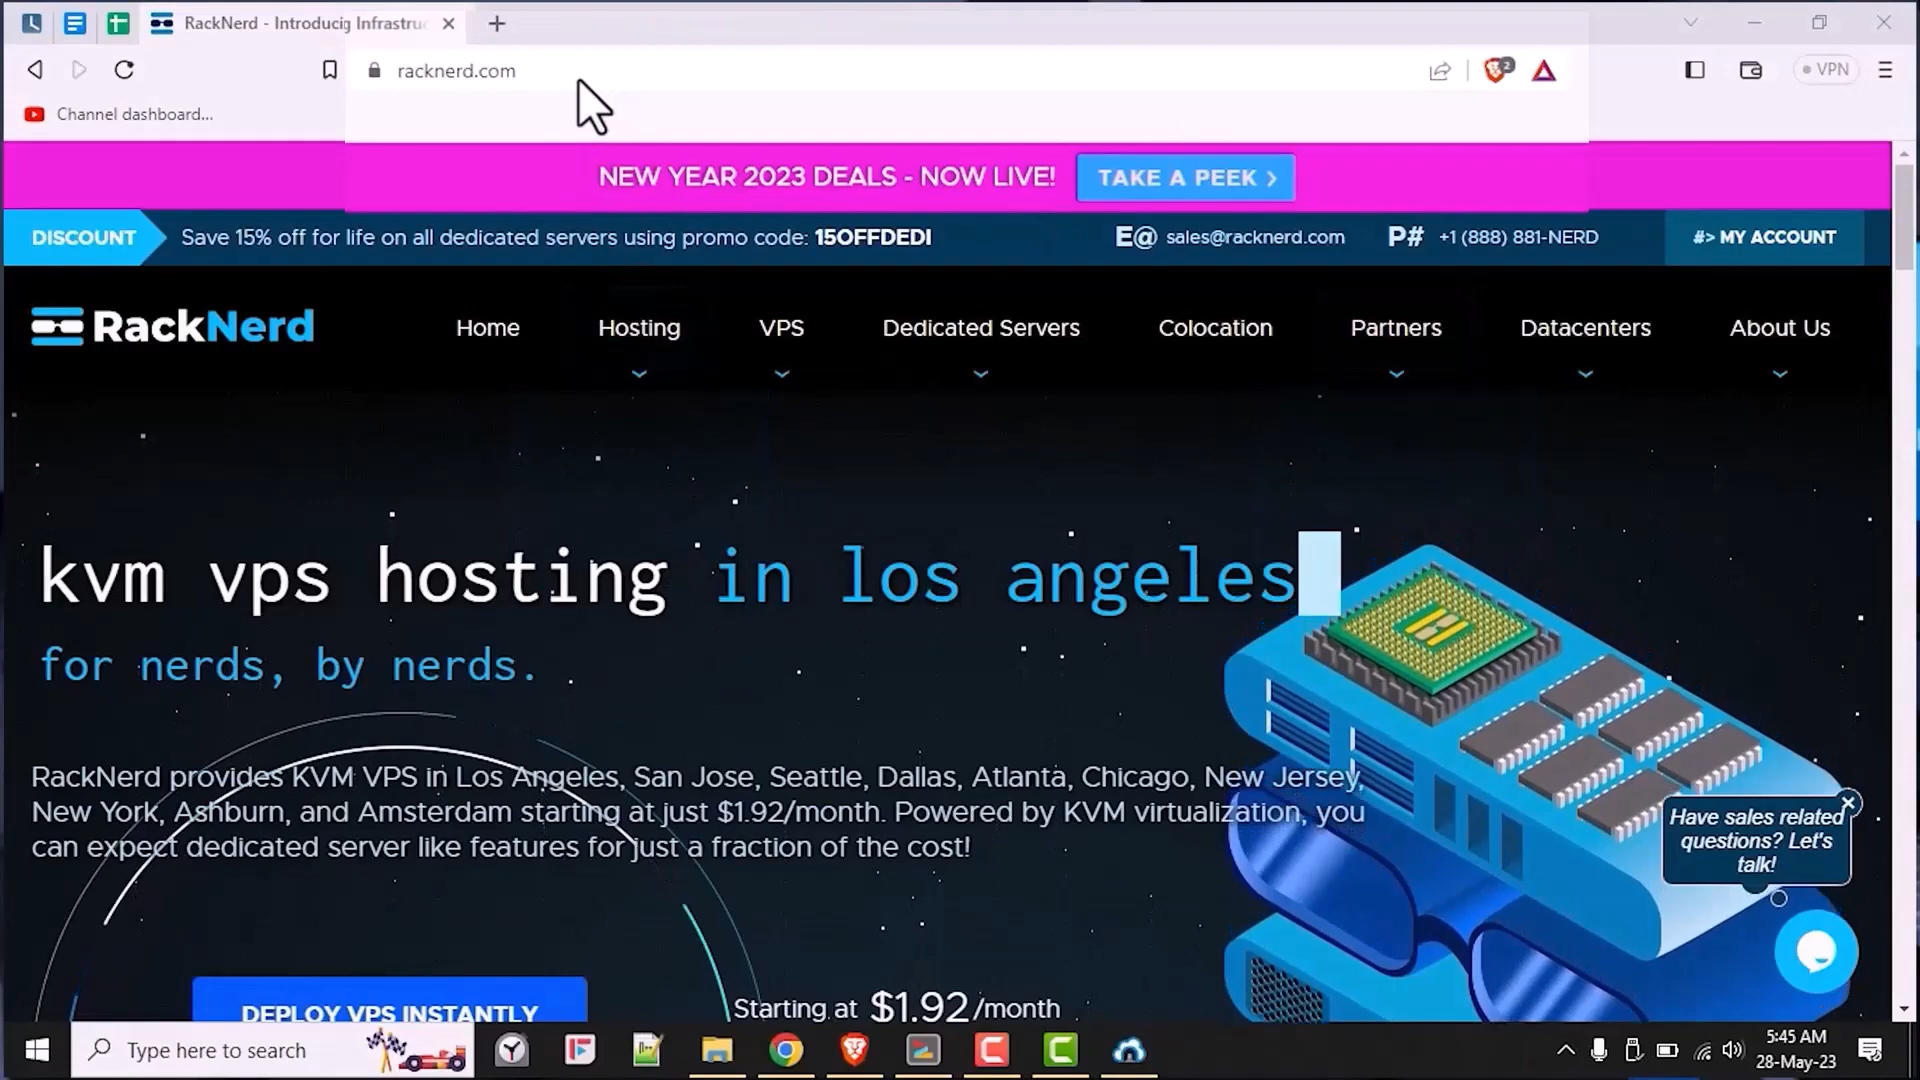 RackNerd - Introducig Infrastruc
racknerd.com
2
VPN
Channel dashboard...
NEW YEAR 2023 DEALS - NOW LIVE!
TAKE A PEEK >
DISCOUNT
Save 15% off for life on all dedicated servers using promo code: 15OFFDEDI
E@ sales@racknerd.com
P# +1 (888) 881-NERD
#> MY ACCOUNT
RackNerd
Home
Hosting
VPS
Dedicated Servers
Colocation
Partners
Datacenters
About Us
kvm vps hosting in los angeles
for nerds, by nerds.
RackNerd provides KVM VPS in Los Angeles, San Jose, Seattle, Dallas, Atlanta, Chicago, New Jersey,
New York, Ashburn, and Amsterdam starting at just $1.92/month. Powered by KVM virtualization, you
can expect dedicated server like features for just a fraction of the cost!
Have sales related
questions? Let's
talk!
DEPLOY VPS INSTANTLY
Starting at $1.92/month
Type here to search
5:45 AM
28-May-23